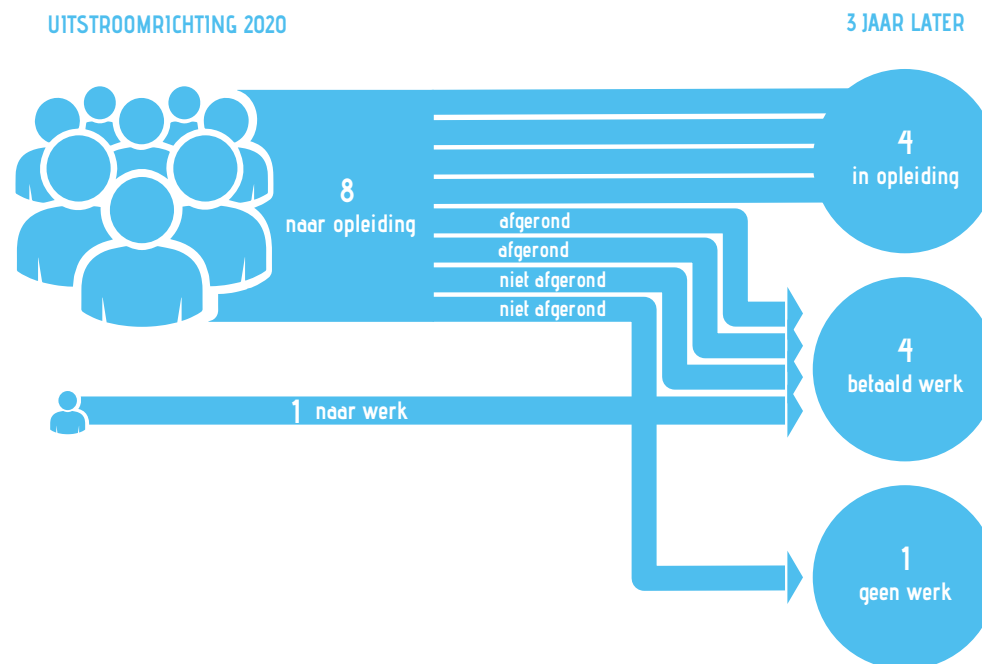 UITSTROOMRICHTING 2020
3 JAAR LATER
8
naar opleiding
afgerond
afgerond
niet afgerond
niet afgerond
1 naar werk
4
in opleiding
4
betaald werk
1
geen werk